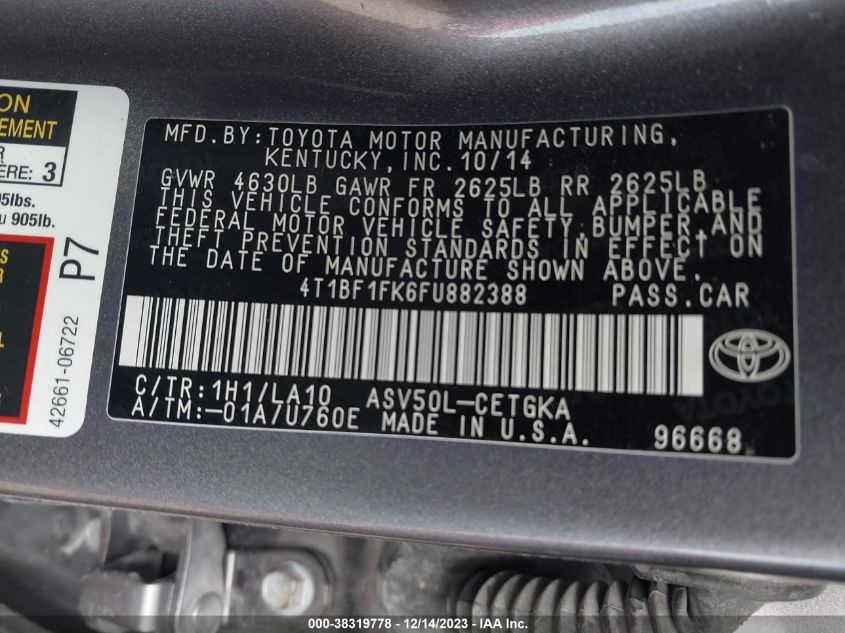 ON
EMENT
R
ERE: 3
95lbs.
u 905lb.
S
R
P7
42661-06722
MFD.BY:TOYOTA MOTOR MANUFACTURING,
KENTUCKY,INC.10/14
GVWR 4630LB GAWR FR 2625LB RR 2625LB
THIS VEHICLE CONFORMS TO ALL APPLICABLE
FEDERAL MOTOR VEHICLE SAFETY,BUMPER,AND
THEFT PREVENTION STANDARDS IN EFFECT ON
THE DATE OF MANUFACTURE SHOWN ABOVE.
4T1BF1FK6FU882388 PASS.CAR
C/TR:1H1/LA10 ASV50L-CETGKA
A/TM:-01A/U760E MADE IN U.S.A. 96668
000-38319778 - 12/14/2023 - IAA Inc.